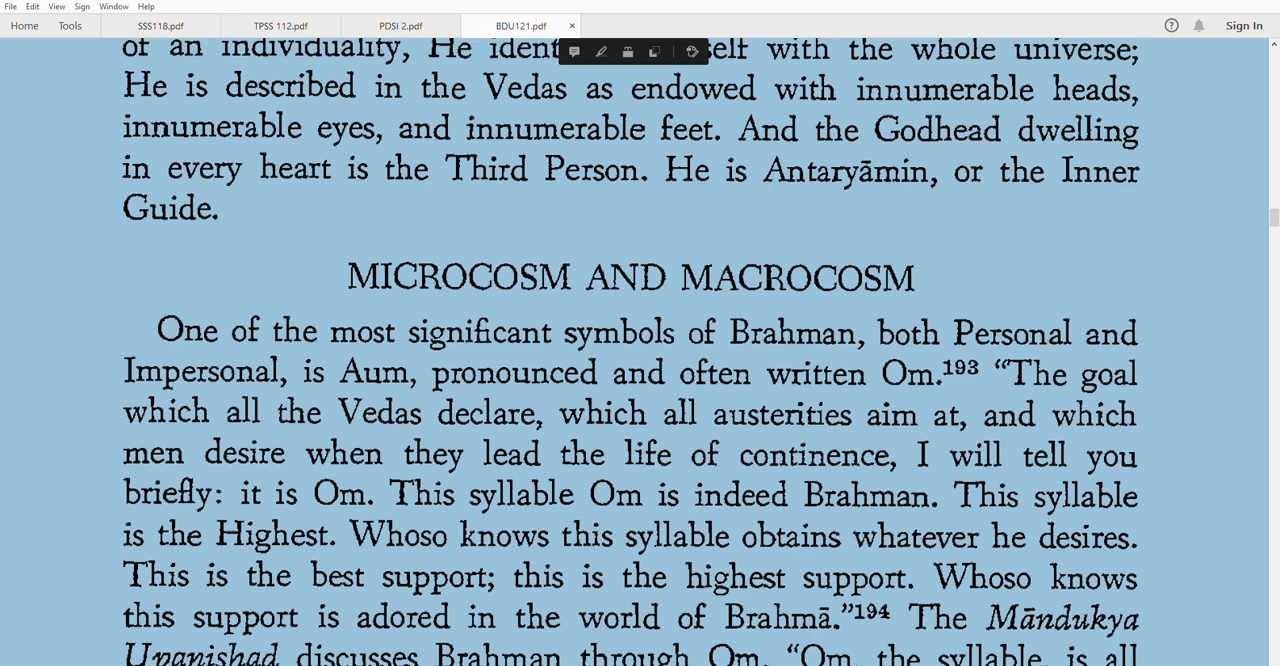 File Edit View Sign Window Help
Home Tools SSS118.pdf TPSS 112.pdf PDSI 2.pdf BDU121.pdf × Sign In
of an individuality, He self with the whole universe;
He is described in the Vedas as endowed with innumerable heads,
innumerable eyes, and innumerable feet. And the Godhead dwelling
in every heart is the Third Person. He is Antaryāmin, or the Inner
Guide.
MICROCOSM AND MACROCOSM
One of the most significant symbols of Brahman, both Personal and
Impersonal, is Aum, pronounced and often written Om.¹⁹³ “The goal
which all the Vedas declare, which all austerities aim at, and which
men desire when they lead the life of continence, I will tell you
briefly: it is Om. This syllable Om is indeed Brahman. This syllable
is the Highest. Whoso knows this syllable obtains whatever he desires.
This is the best support; this is the highest support. Whoso knows
this support is adored in the world of Brahmā.”¹⁹⁴ The Māndukya
Upanishad discusses Brahman through Om. “Om, the syllable, is all